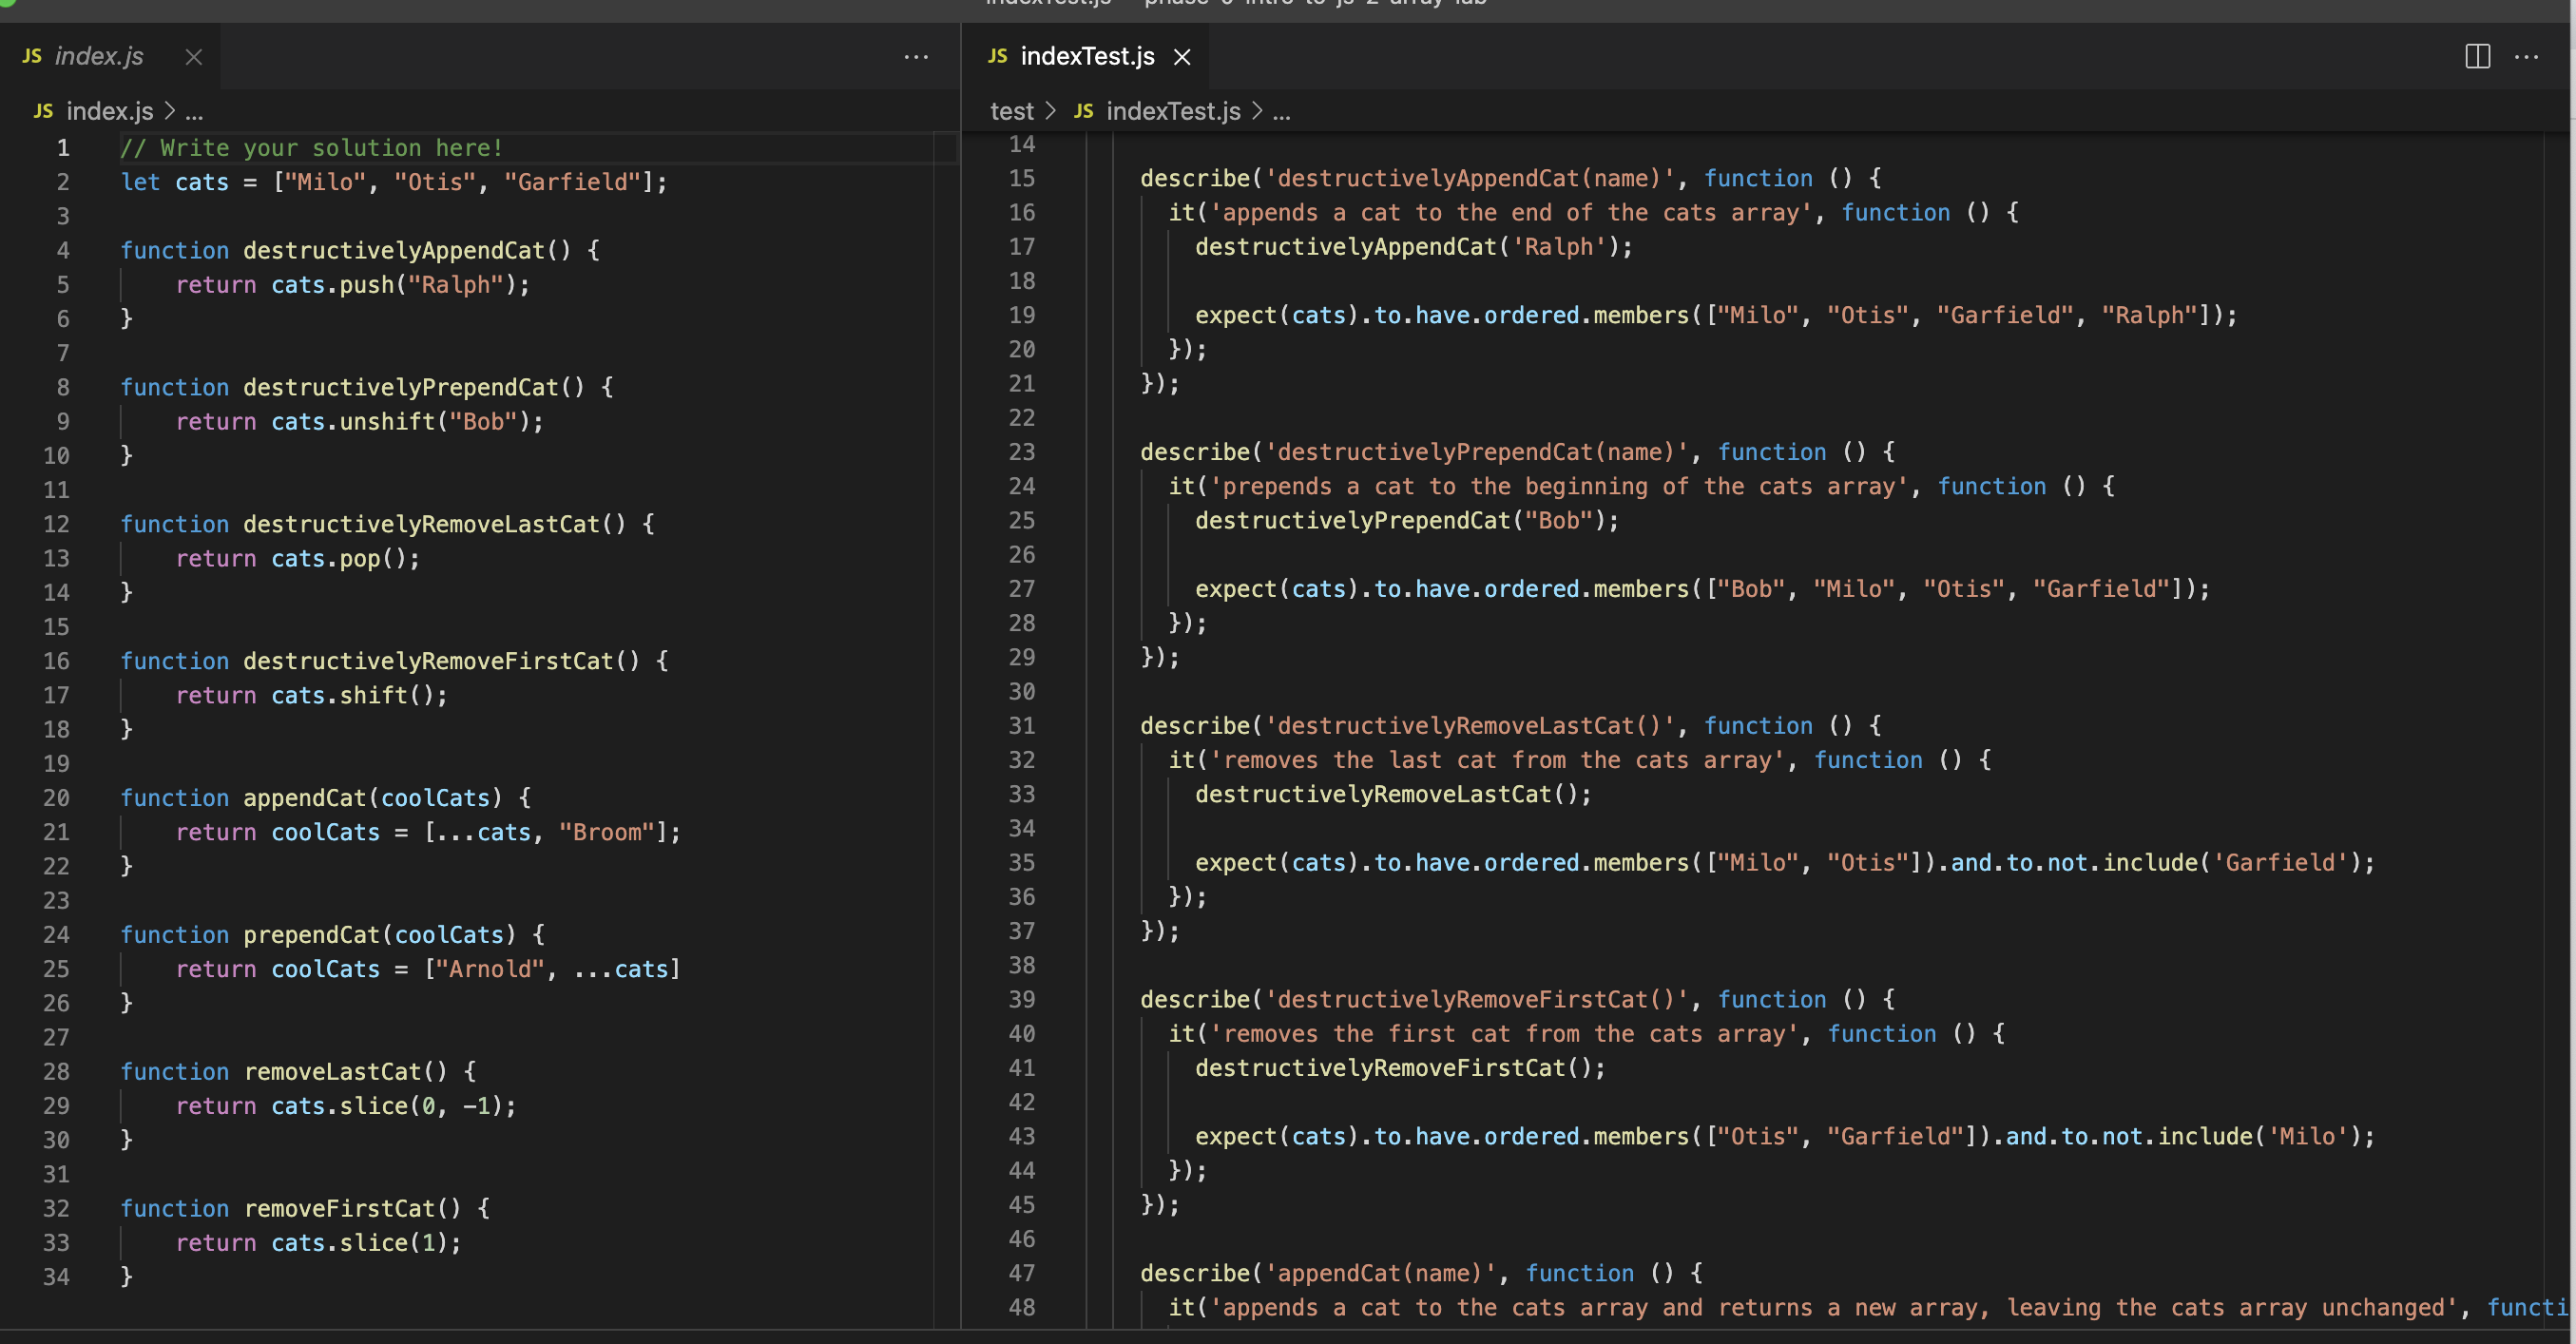 indexTest.js — phase-0-intro-to-js-2-array-lab
JS index.js
JS index.js > ...
1 // Write your solution here!
2 let cats = ["Milo", "Otis", "Garfield"];
3
4 function destructivelyAppendCat() {
5 return cats.push("Ralph");
6 }
7
8 function destructivelyPrependCat() {
9 return cats.unshift("Bob");
10 }
11
12 function destructivelyRemoveLastCat() {
13 return cats.pop();
14 }
15
16 function destructivelyRemoveFirstCat() {
17 return cats.shift();
18 }
19
20 function appendCat(coolCats) {
21 return coolCats = [...cats, "Broom"];
22 }
23
24 function prependCat(coolCats) {
25 return coolCats = ["Arnold", ...cats]
26 }
27
28 function removeLastCat() {
29 return cats.slice(0, -1);
30 }
31
32 function removeFirstCat() {
33 return cats.slice(1);
34 }
JS indexTest.js
test > JS indexTest.js > ...
14
15 describe('destructivelyAppendCat(name)', function () {
16 it('appends a cat to the end of the cats array', function () {
17 destructivelyAppendCat('Ralph');
18
19 expect(cats).to.have.ordered.members(["Milo", "Otis", "Garfield", "Ralph"]);
20 });
21 });
22
23 describe('destructivelyPrependCat(name)', function () {
24 it('prepends a cat to the beginning of the cats array', function () {
25 destructivelyPrependCat("Bob");
26
27 expect(cats).to.have.ordered.members(["Bob", "Milo", "Otis", "Garfield"]);
28 });
29 });
30
31 describe('destructivelyRemoveLastCat()', function () {
32 it('removes the last cat from the cats array', function () {
33 destructivelyRemoveLastCat();
34
35 expect(cats).to.have.ordered.members(["Milo", "Otis"]).and.to.not.include('Garfield');
36 });
37 });
38
39 describe('destructivelyRemoveFirstCat()', function () {
40 it('removes the first cat from the cats array', function () {
41 destructivelyRemoveFirstCat();
42
43 expect(cats).to.have.ordered.members(["Otis", "Garfield"]).and.to.not.include('Milo');
44 });
45 });
46
47 describe('appendCat(name)', function () {
48 it('appends a cat to the cats array and returns a new array, leaving the cats array unchanged', functi